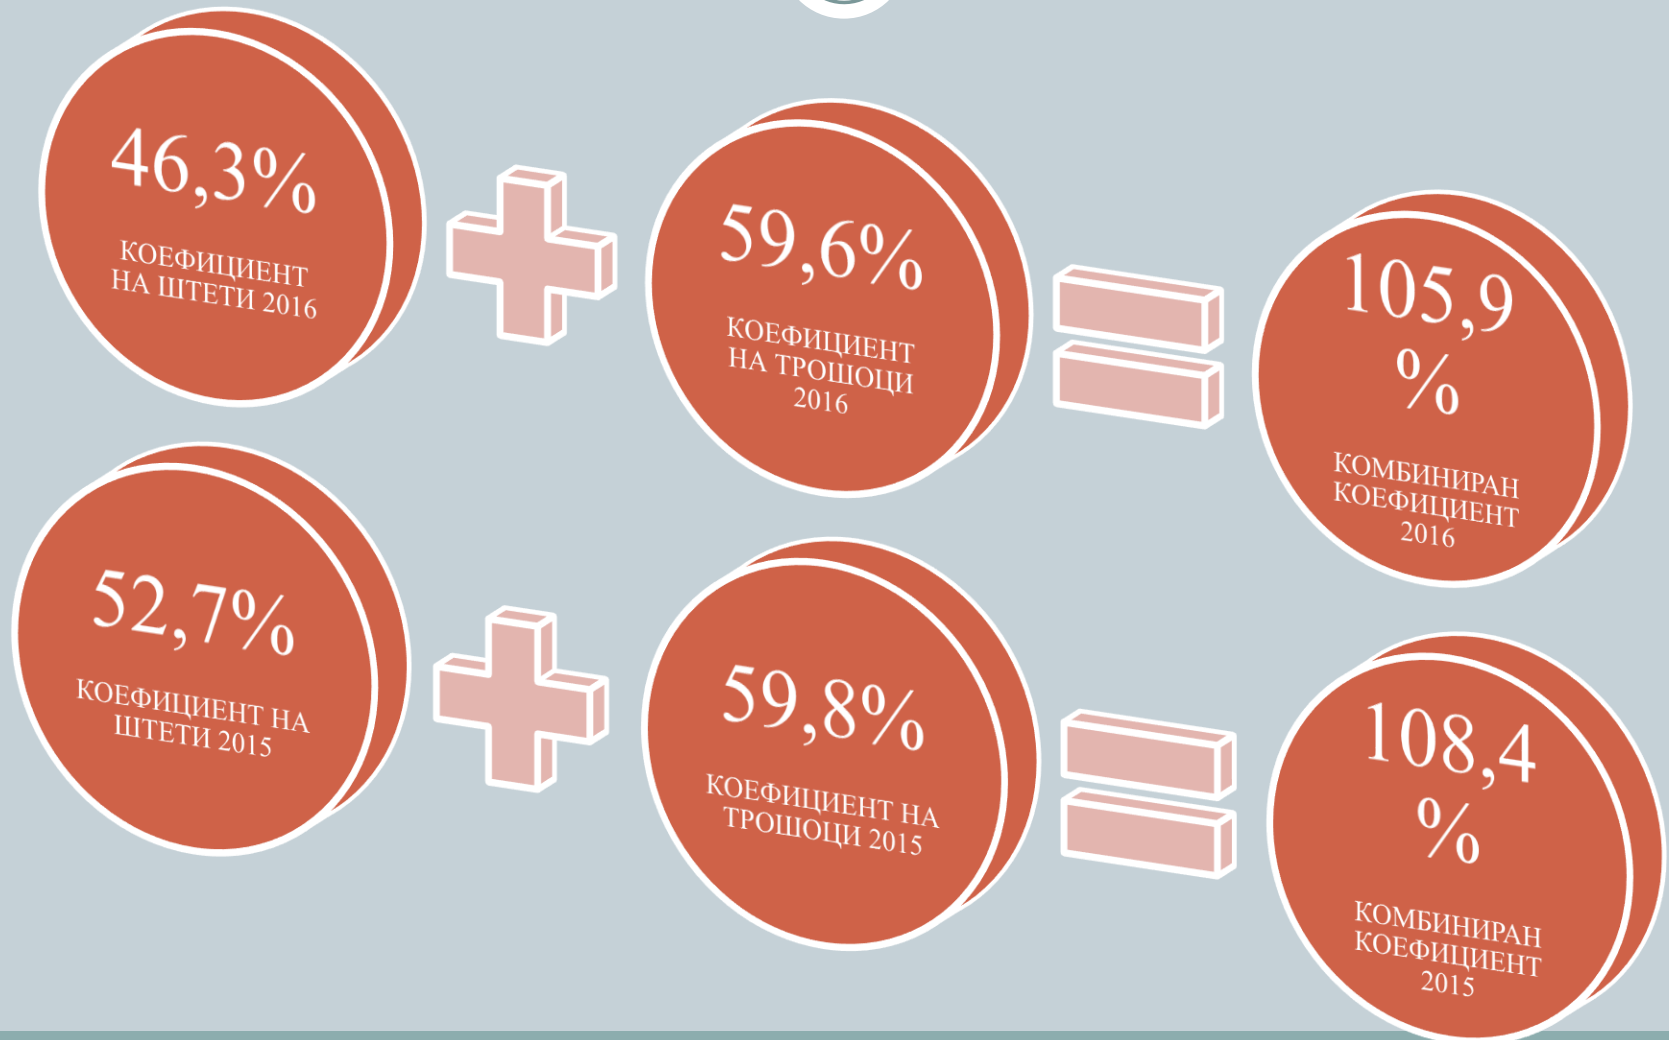 46,3%
КОЕФИЦИЕНТ
НА ШТЕТИ 2016
59,6%
КОЕФИЦИЕНТ
НА ТРОШОЦИ
2016
105,9
%
КОМБИНИРАН
КОЕФИЦИЕНТ
2016
52,7%
КОЕФИЦИЕНТ НА
ШТЕТИ 2015
59,8%
КОЕФИЦИЕНТ НА
ТРОШОЦИ 2015
108,4
%
КОМБИНИРАН
КОЕФИЦИЕНТ
2015